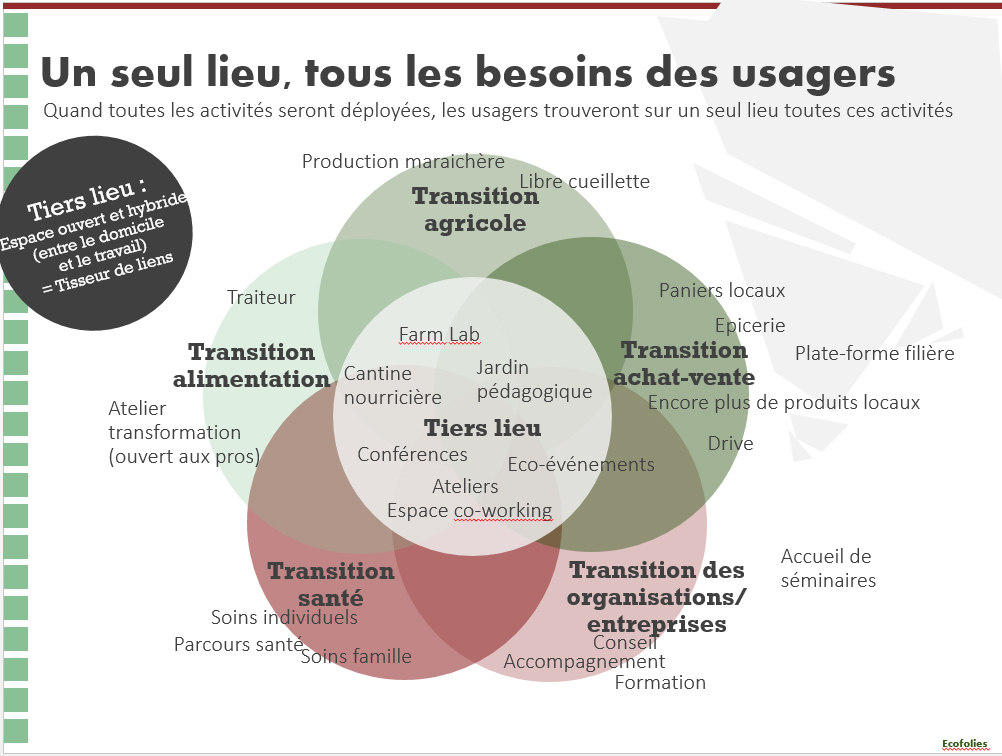 Un seul lieu, tous les besoins des usagers
Quand toutes les activités seront déployées, les usagers trouveront sur un seul lieu toutes ces activités
Tiers lieu :
Espace ouvert et hybride
(entre le domicile
et le travail)
= Tisseur de liens
Production maraichère
Libre cueillette
Transition
agricole
Traiteur
Transition
alimentation
Atelier
transformation
(ouvert aux pros)
Paniers locaux
Epicerie
Transition
achat-vente
Plate-forme filière
Encore plus de produits locaux
Drive
Farm Lab
Cantine
nourricière
Jardin
pédagogique
Tiers lieu
Conférences
Eco-événements
Ateliers
Espace co-working
Transition
santé
Soins individuels
Parcours santé
Soins famille
Transition des
organisations/
entreprises
Conseil
Accompagnement
Formation
Accueil de
séminaires
Ecofolies